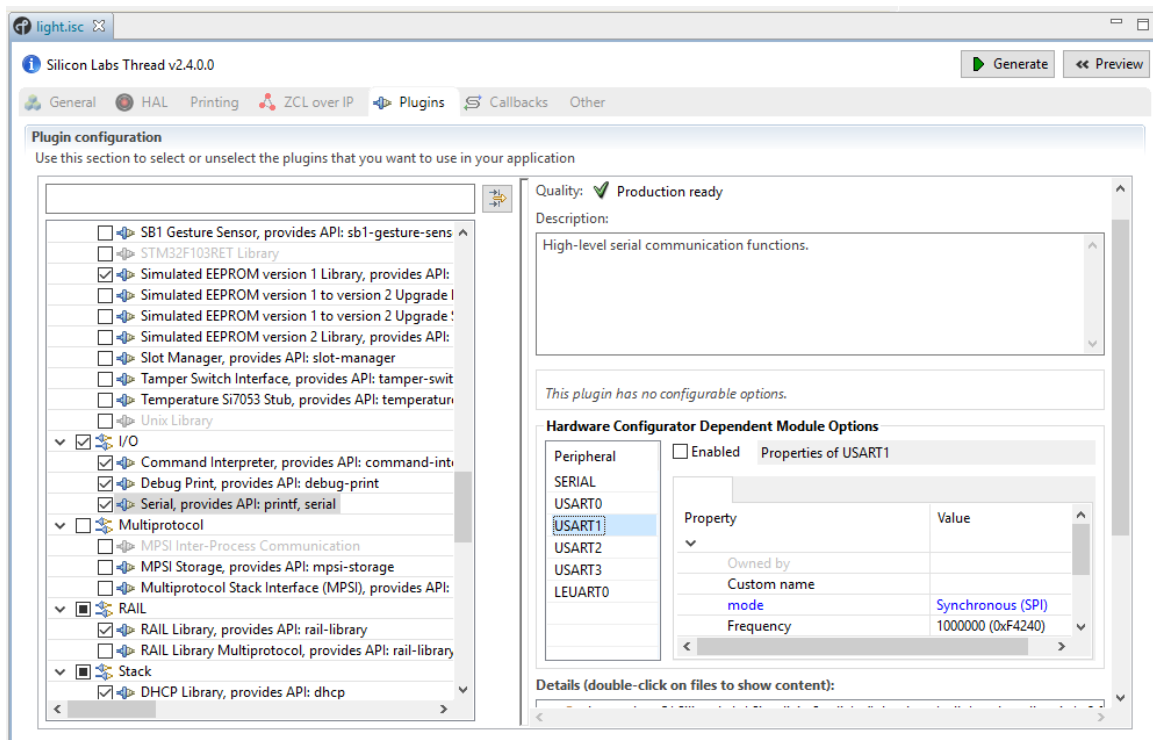 light.isc
Silicon Labs Thread v2.4.0.0
Generate
Preview
General HAL Printing ZCL over IP Plugins Callbacks Other
Plugin configuration
Use this section to select or unselect the plugins that you want to use in your application
SB1 Gesture Sensor, provides API: sb1-gesture-sens
STM32F103RET Library
Simulated EEPROM version 1 Library, provides API:
Simulated EEPROM version 1 to version 2 Upgrade
Simulated EEPROM version 1 to version 2 Upgrade
Simulated EEPROM version 2 Library, provides API:
Slot Manager, provides API: slot-manager
Tamper Switch Interface, provides API: tamper-swit
Temperature Si7053 Stub, provides API: temperature
Unix Library
I/O
Command Interpreter, provides API: command-inte
Debug Print, provides API: debug-print
Serial, provides API: printf, serial
Multiprotocol
MPSI Inter-Process Communication
MPSI Storage, provides API: mpsi-storage
Multiprotocol Stack Interface (MPSI), provides API:
RAIL
RAIL Library, provides API: rail-library
RAIL Library Multiprotocol, provides API: rail-library
Stack
DHCP Library, provides API: dhcp
Quality: Production ready
Description:
High-level serial communication functions.
This plugin has no configurable options.
Hardware Configurator Dependent Module Options
Peripheral
SERIAL
USART0
USART1
USART2
USART3
LEUART0
Enabled Properties of USART1
Property Value
Owned by
Custom name
mode Synchronous (SPI)
Frequency 1000000 (0xF4240)
Details (double-click on files to show content):